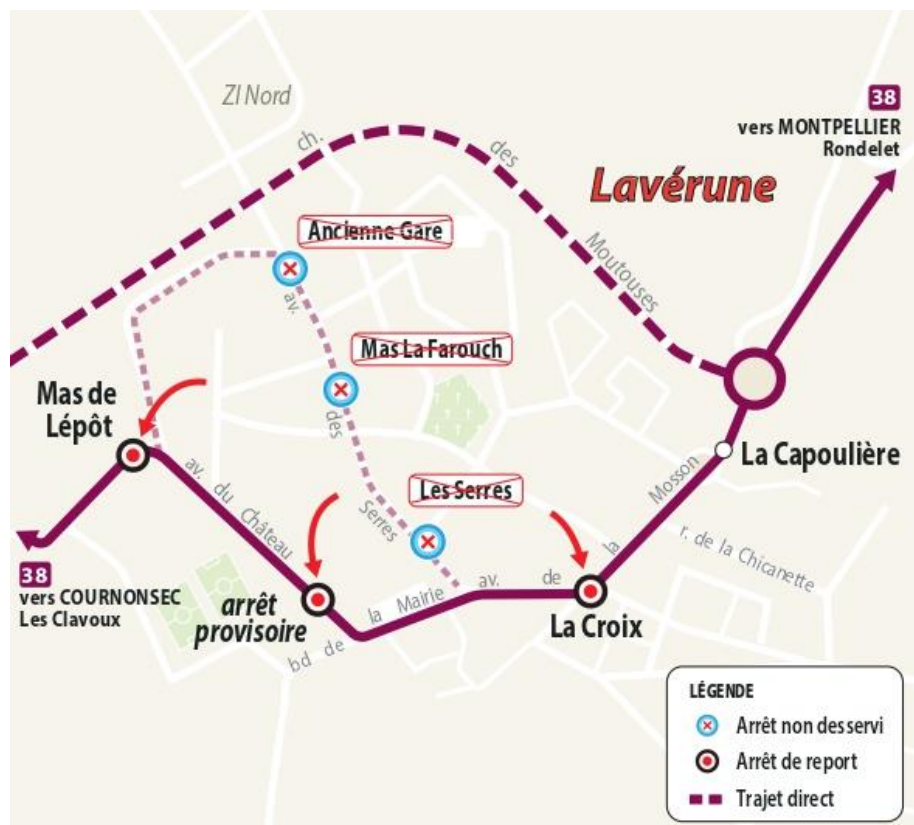 ZI Nord
38
vers MONTPELLIER
Rondelet
ch.
des
Moutouses
Lavérune
Ancienne Gare
av.
des
Serres
Mas La Farouch
Mas de
Lépôt
La Capoulière
Les Serres
av. du Château
38
vers COURNONSEC
Les Clavoux
arrêt
provisoire
bd de la Mairie
av. de la Mosson
r. de la Chicanette
La Croix
LÉGENDE
Arrêt non desservi
Arrêt de report
Trajet direct